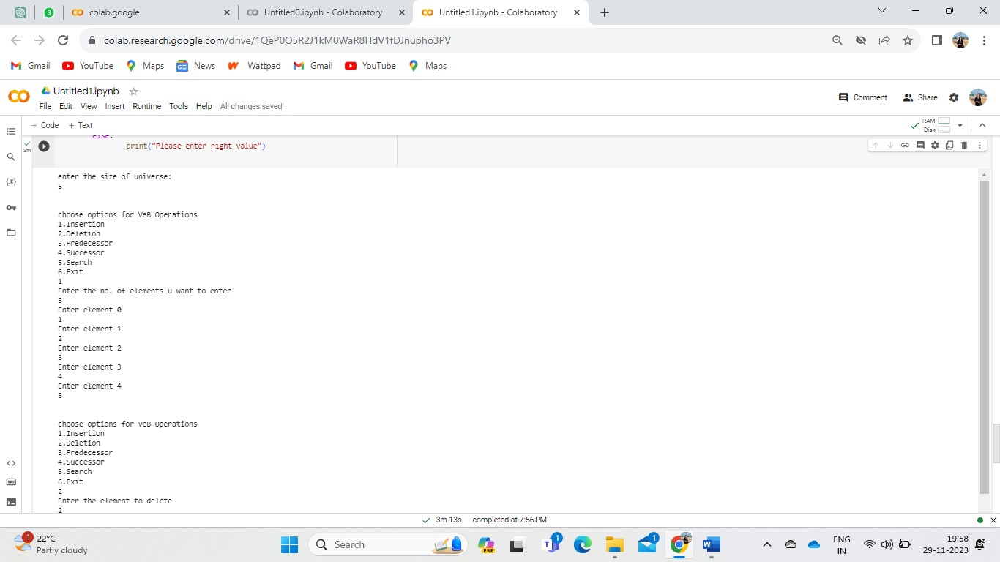 3
colab.google
Untitled0.ipynb - Colaboratory
Untitled1.ipynb - Colaboratory
colab.research.google.com/drive/1QeP0O5R2J1kM0WaR8HdV1fDJnupho3PV
Gmail YouTube Maps News Wattpad Gmail YouTube Maps
Untitled1.ipynb
File Edit View Insert Runtime Tools Help All changes saved
Comment Share
+ Code + Text
RAM
Disk
else:
3m
print("Please enter right value")
enter the size of universe:
5
choose options for VeB Operations
1.Insertion
2.Deletion
3.Predecessor
4.Successor
5.Search
6.Exit
1
Enter the no. of elements u want to enter
5
Enter element 0
1
Enter element 1
2
Enter element 2
3
Enter element 3
4
Enter element 4
5
choose options for VeB Operations
1.Insertion
2.Deletion
3.Predecessor
4.Successor
5.Search
6.Exit
2
Enter the element to delete
2
3m 13s completed at 7:56 PM
1
22°C
Partly cloudy
Search
PRE
1
1
ENG
IN
19:58
29-11-2023